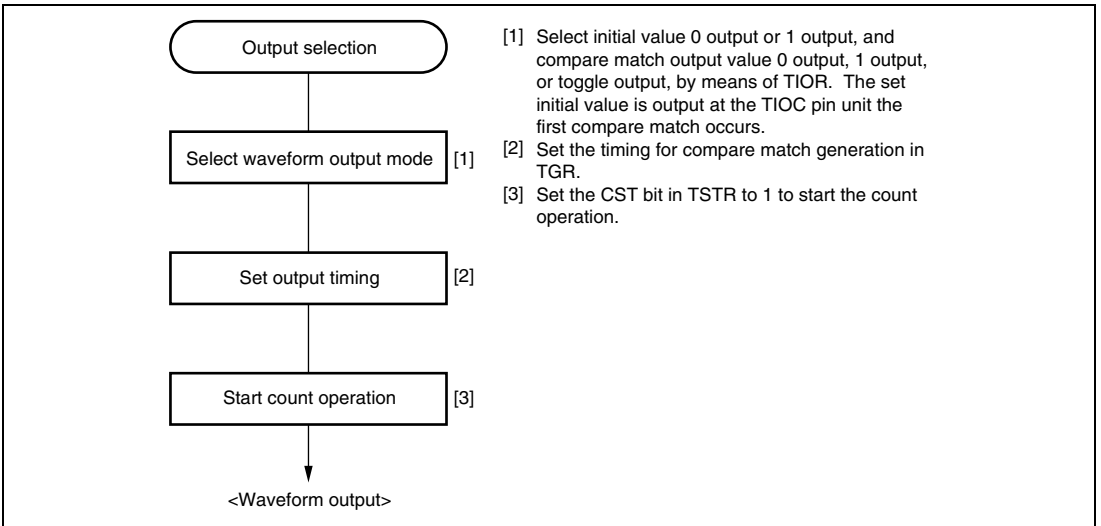 Output selection
Select waveform output mode [1]
Set output timing [2]
Start count operation [3]
<Waveform output>
[1] Select initial value 0 output or 1 output, and
compare match output value 0 output, 1 output,
or toggle output, by means of TIOR. The set
initial value is output at the TIOC pin unit the
first compare match occurs.
[2] Set the timing for compare match generation in
TGR.
[3] Set the CST bit in TSTR to 1 to start the count
operation.